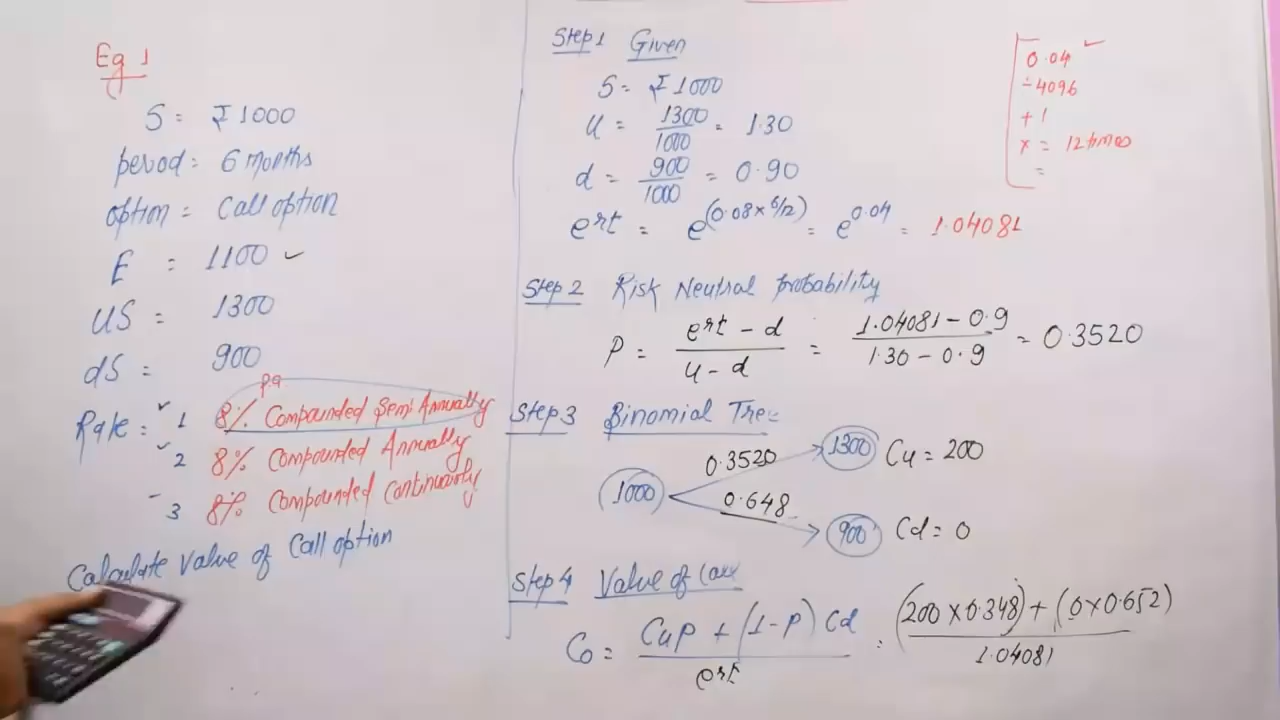 Eg 1
S = ₹1000
period = 6 months
option = Call option
E : 1100 ✓
US = 1300
dS = 900
p.a
Rate = ✓ 1 8% Compounded Semi Annually
✓ 2 8% Compounded Annually
- 3 8% Compounded Continuously
Calculate Value of Call option
Step 1 Given
S = ₹1000
u = 1300/1000 = 1.30
d = 900/1000 = 0.90
e^rt = e^(0.08×6/12) = e^0.04 = 1.04081
0.04 ✓
÷4096
+ 1
x = 12 times
=
Step 2 Risk Neutral probability
P = (e^rt - d)/(u - d) = (1.04081 - 0.9)/(1.30 - 0.9) = 0.3520
Step 3 Binomial Tree
0.3520 1300 Cu = 200
1000
0.648 900 Cd = 0
Step 4 Value of Call
C0 = (Cup + (1-P) Cd)/e^rt = ((200 × 0.348) + (0 × 0.652))/1.04081